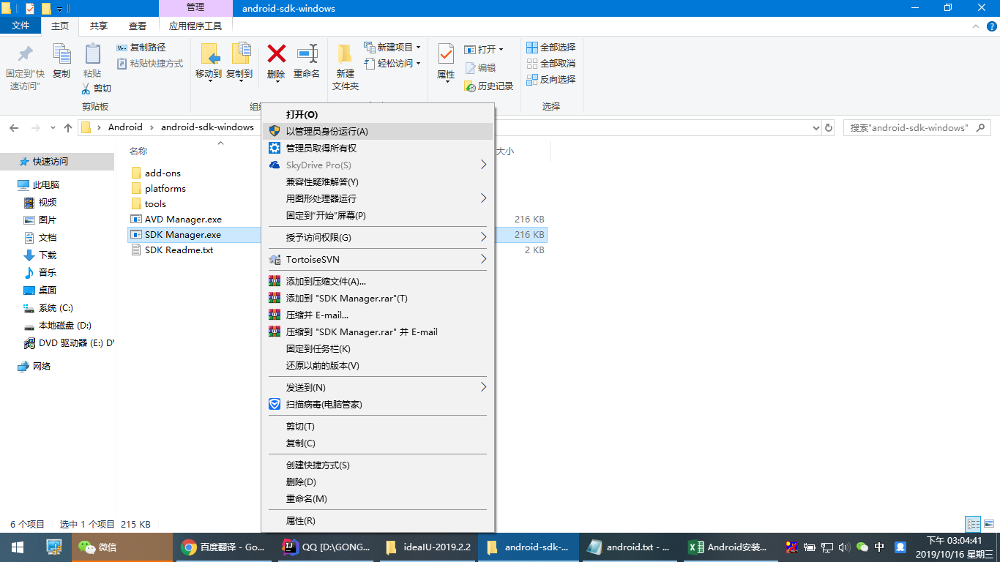 管理
android-sdk-windows
文件
主页
共享
查看
应用程序工具
固定到"快
速访问"
复制
粘贴
复制路径
粘贴快捷方式
剪切
剪贴板
移动到
复制到
删除
重命名
新建
文件夹
新建项目
轻松访问
属性
打开
编辑
历史记录
全部选择
全部取消
反向选择
选择
Android
android-sdk-windows
搜索"android-sdk-windows"
快速访问
此电脑
视频
图片
文档
下载
音乐
桌面
系统 (C:)
本地磁盘 (D:)
DVD 驱动器 (E:) D
网络
名称
大小
add-ons
platforms
tools
AVD Manager.exe
216 KB
SDK Manager.exe
216 KB
SDK Readme.txt
2 KB
打开(O)
以管理员身份运行(A)
管理员取得所有权
SkyDrive Pro(S)
兼容性疑难解答(Y)
用图形处理器运行
固定到"开始"屏幕(P)
授予访问权限(G)
TortoiseSVN
添加到压缩文件(A)...
添加到 "SDK Manager.rar"(T)
压缩并 E-mail...
压缩到 "SDK Manager.rar" 并 E-mail
固定到任务栏(K)
还原以前的版本(V)
发送到(N)
扫描病毒(电脑管家)
剪切(T)
复制(C)
创建快捷方式(S)
删除(D)
重命名(M)
属性(R)
6 个项目
选中 1 个项目 215 KB
微信
百度翻译 - Go...
QQ [D:\GONG...
ideaIU-2019.2.2
android-sdk-...
android.txt - ...
Android安装...
中
下午 03:04:41
2019/10/16 星期三